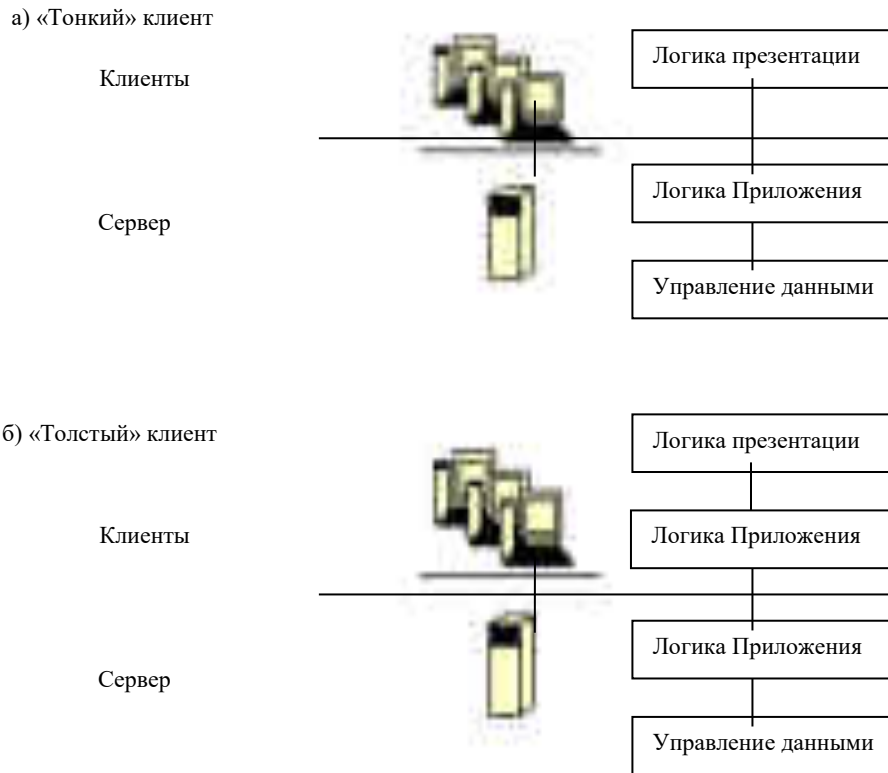 а) «Тонкий» клиент
Логика презентации
Клиенты
Логика Приложения
Сервер
Управление данными
б) «Толстый» клиент
Логика презентации
Клиенты
Логика Приложения
Логика Приложения
Сервер
Управление данными